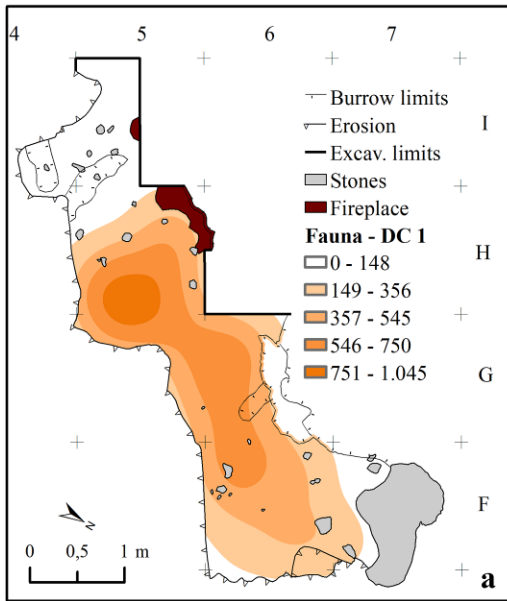 4 5 6 7
Burrow limits
Erosion
I
Excav. limits
Stones
Fireplace
Fauna - DC 1
0 - 148
H
149 - 356
357 - 545
546 - 750
751 - 1.045
G
F
N
0 0,5 1 m
a